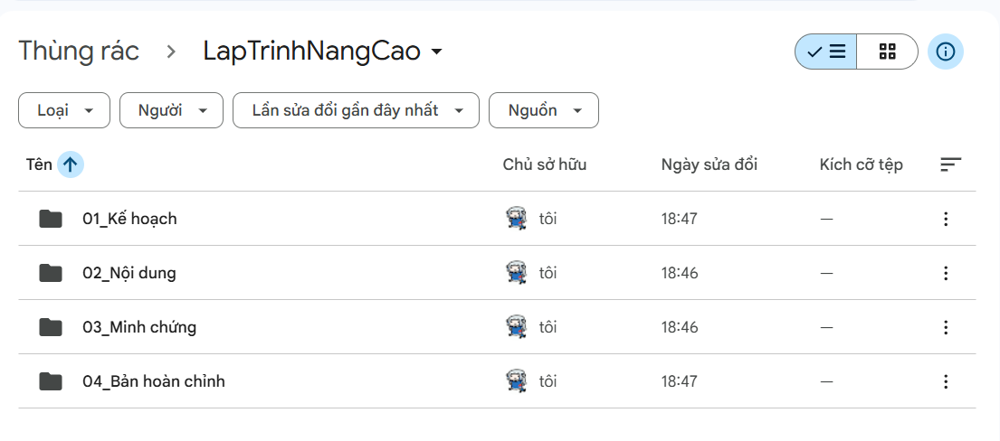 Thùng rác > LapTrinhNangCao
Loại Người Lần sửa đổi gần đây nhất Nguồn
Tên Chủ sở hữu Ngày sửa đổi Kích cỡ tệp
01_Kế hoạch tôi 18:47 —
02_Nội dung tôi 18:46 —
03_Minh chứng tôi 18:46 —
04_Bản hoàn chỉnh tôi 18:47 —